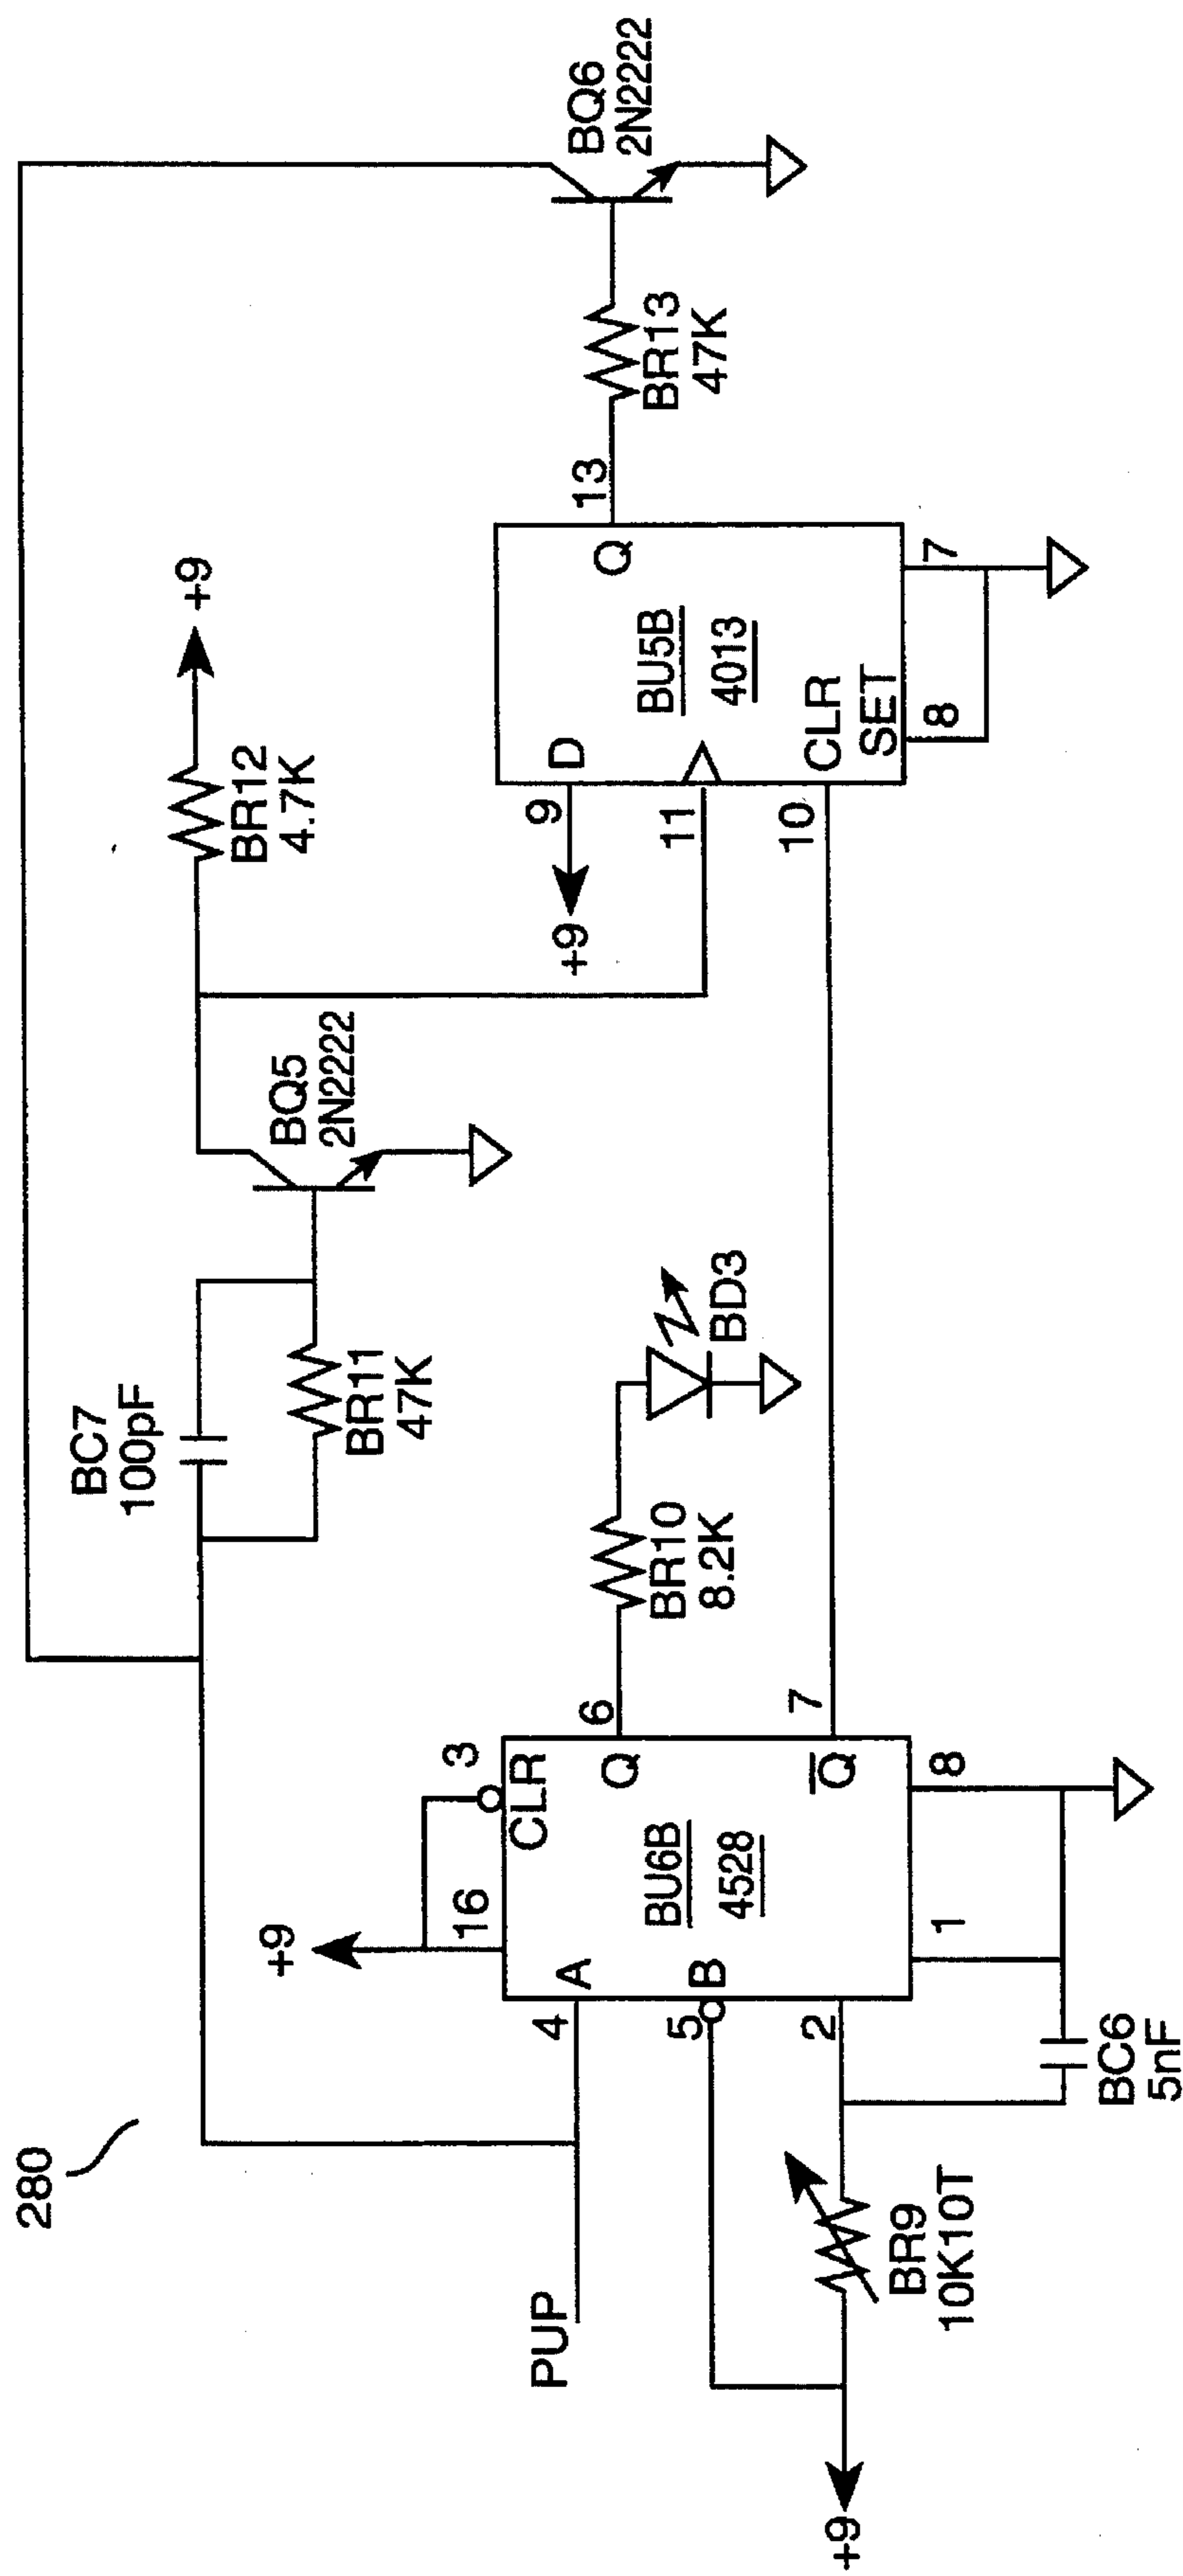 280
PUP
+9
BR9
10K10T
BC6
5nF
+9
4
A
5
B
2
16
3
CLR
BU6B
4528
Q
6
Q
7
1
8
BR10
8.2K
BD3
BC7
100pF
BR11
47K
BQ5
2N2222
BR12
4.7K
+9
+9
9
D
11
10
CLR
SET
BU5B
4013
Q
13
8
7
BR13
47K
BQ6
2N2222